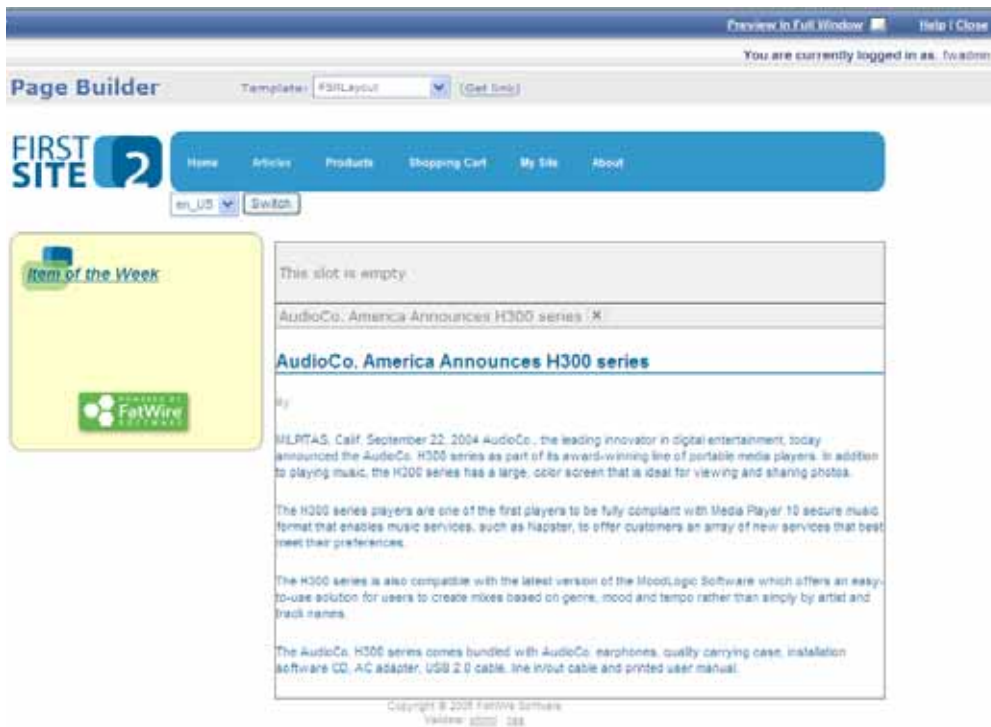 Preview in Full Window Help | Close
You are currently logged in as: fwadmin
Page Builder Template: FSIILayout (Get link)
FIRST SITE 2
Home Articles Products Shopping Cart My Site About
en_US Switch
Item of the Week
POWERED BY
FatWire
SOFTWARE
This slot is empty
AudioCo. America Announces H300 series X
AudioCo. America Announces H300 series
By
MILPITAS, Calif. September 22, 2004 AudioCo., the leading innovator in digital entertainment, today
announced the AudioCo. H300 series as part of its award-winning line of portable media players. In addition
to playing music, the H300 series has a large, color screen that is ideal for viewing and sharing photos.
The H300 series players are one of the first players to be fully compliant with Media Player 10 secure music
format that enables music services, such as Napster, to offer customers an array of new services that best
meet their preferences.
The H300 series is also compatible with the latest version of the MoodLogic Software which offers an easy-
to-use solution for users to create mixes based on genre, mood and tempo rather than simply by artist and
track names.
The AudioCo. H300 series comes bundled with AudioCo. earphones, quality carrying case, installation
software CD, AC adapter, USB 2.0 cable, line in/out cable and printed user manual.
Copyright © 2005 FatWire Software
Validate: xhtml css